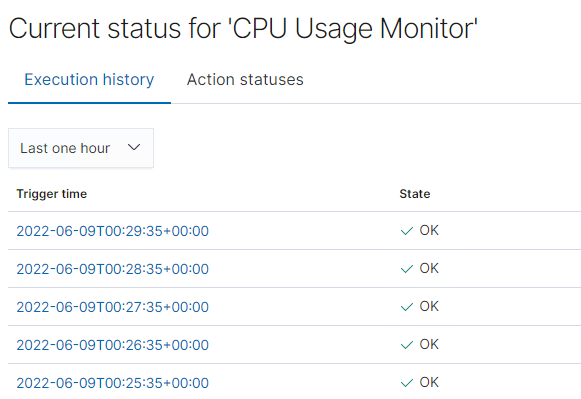 Current status for 'CPU Usage Monitor'
Execution history Action statuses
Last one hour
Trigger time State
2022-06-09T00:29:35+00:00 OK
2022-06-09T00:28:35+00:00 OK
2022-06-09T00:27:35+00:00 OK
2022-06-09T00:26:35+00:00 OK
2022-06-09T00:25:35+00:00 OK